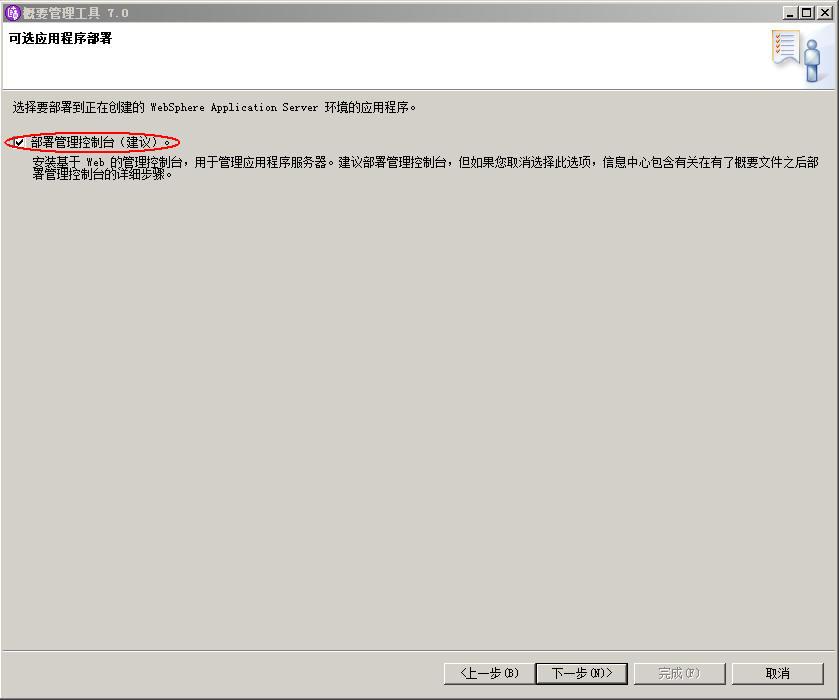 概要管理工具 7.0
可选应用程序部署
选择要部署到正在创建的 WebSphere Application Server 环境的应用程序。
部署管理控制台（建议）。
安装基于 Web 的管理控制台，用于管理应用程序服务器。建议部署管理控制台，但如果您取消选择此选项，信息中心包含有关在有了概要文件之后部
署管理控制台的详细步骤。
<上一步(B) 下一步(N)> 完成(F) 取消